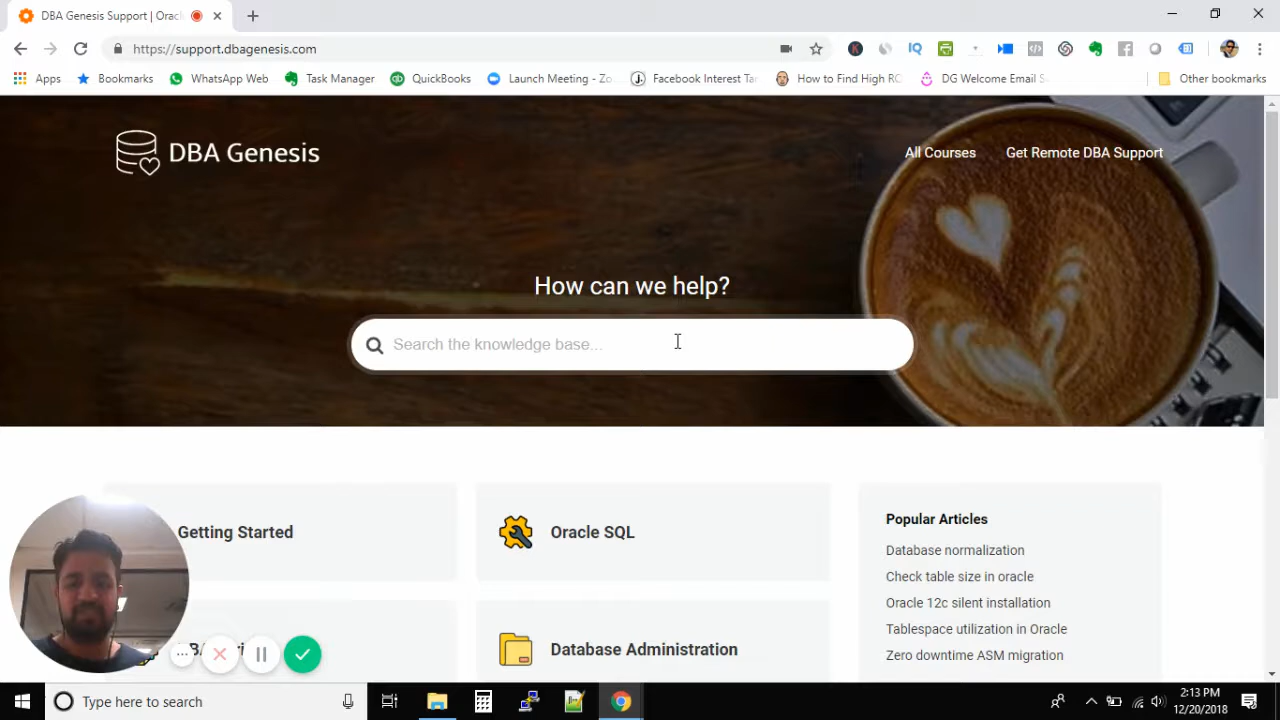 DBA Genesis Support | Orac
https://support.dbagenesis.com
Apps
Bookmarks
WhatsApp Web
Task Manager
QuickBooks
Launch Meeting - Zo
Facebook Interest Ta
How to Find High RO
DG Welcome Email S
Other bookmarks
DBA Genesis
All Courses
Get Remote DBA Support
How can we help?
Search the knowledge base...
Getting Started
Oracle SQL
Popular Articles
Database normalization
Check table size in oracle
Oracle 12c silent installation
Tablespace utilization in Oracle
Zero downtime ASM migration
Database Administration
Type here to search
2:13 PM
12/20/2018